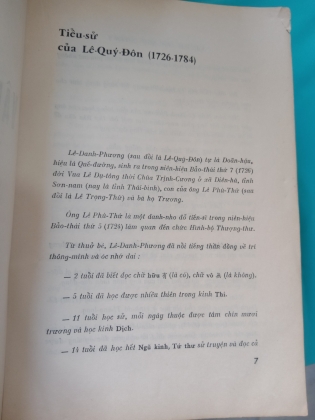 Tiều-sử
của Lê-Quý-Đôn (1726-1784)
Lê-Danh-Phương (sau đổi là Lê-Quý-Đôn) tự là Doãn-hậu,
hiệu là Quế-đường, sinh ra trong niên-hiệu Bảo-thái thứ 7 (1726)
đời Vua Lê Dụ-tông thời Chúa Trịnh-Cương ở xã Diên-hà, tỉnh
Sơn-nam (nay là tỉnh Thái-bình), con của ông Lê Phú-Thứ (sau
đổi là Lê Trọng-Thứ) và bà họ Trương.
Ông Lê Phú-Thứ là một danh-nho đỗ tiến-sĩ trong niên-hiệu
Bảo-thái thứ 5 (1724) làm quan đến chức Hình-bộ Thượng-thư.
Từ thuở bé, Lê-Danh-Phương đã nổi tiếng thần đồng về trí
thông-minh và óc nhớ dai :
— 2 tuổi đã biết đọc chữ hữu 有 (là có), chữ vô 無 (là không).
— 5 tuổi đã học được nhiều thiên trong kinh Thi.
— 11 tuổi học sử, mỗi ngày thuộc được tám chín mươi
trương và học kinh Dịch.
— 14 tuổi đã học hết Ngũ kinh, Tứ thư sử truyện và đọc cả
7